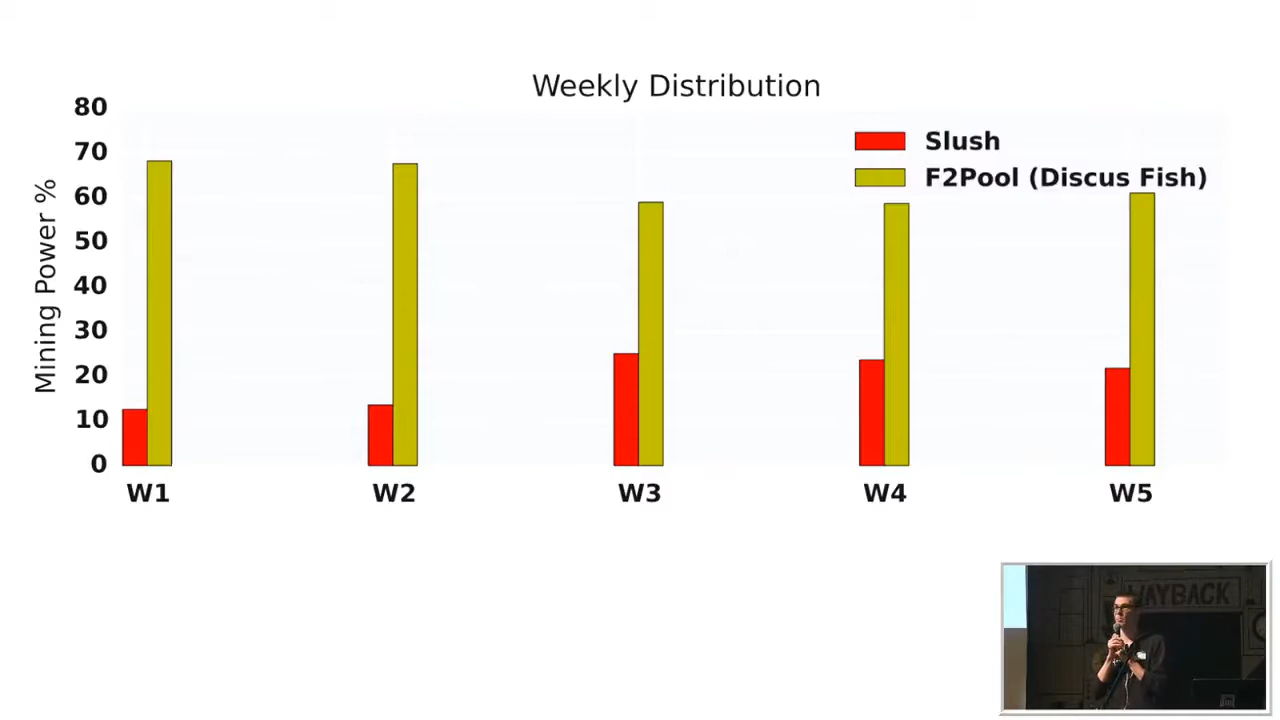 Weekly Distribution
Mining Power %
80
70
60
50
40
30
20
10
0
Slush
F2Pool (Discus Fish)
W1 W2 W3 W4 W5
WAYBACK